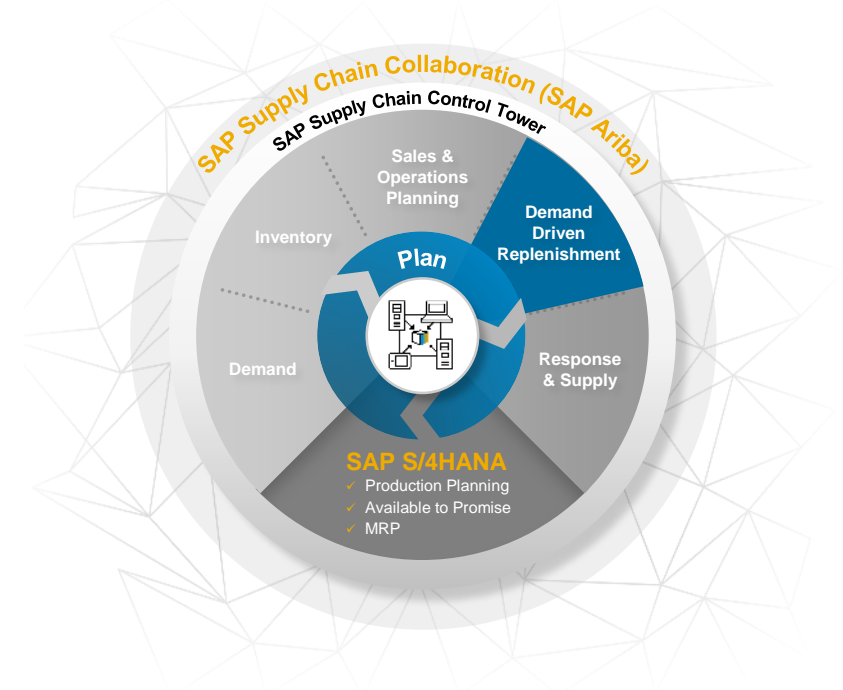 SAP Supply Chain Collaboration (SAP Ariba)
SAP Supply Chain Control Tower
Sales &
Operations
Planning
Demand
Driven
Replenishment
Inventory
Plan
Demand
Response
& Supply
SAP S/4HANA
✓ Production Planning
✓ Available to Promise
✓ MRP